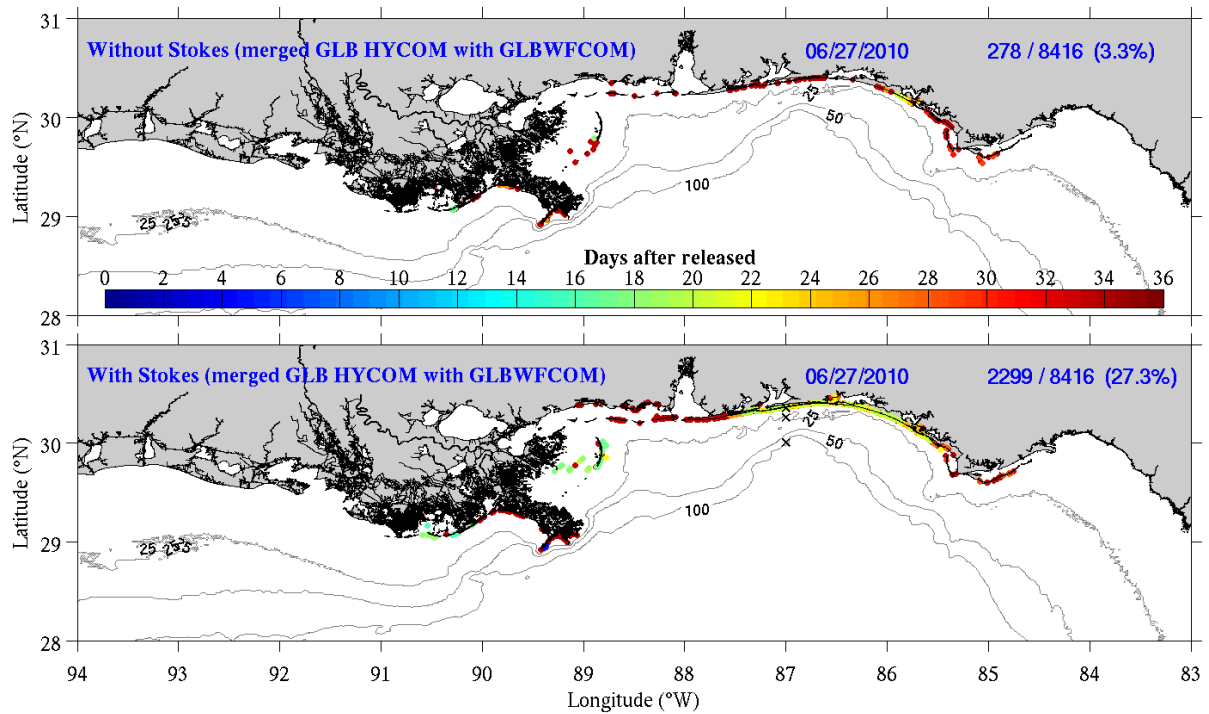 31
Without Stokes (merged GLB HYCOM with GLBWFCOM) 06/27/2010 278 / 8416 (3.3%)
30
25
50
100
Latitude (°N)
29
25
Days after released
0 2 4 6 8 10 12 14 16 18 20 22 24 26 28 30 32 34 36
28
31
With Stokes (merged GLB HYCOM with GLBWFCOM) 06/27/2010 2299 / 8416 (27.3%)
30
25
50
100
Latitude (°N)
29
25
28
94 93 92 91 90 89 88 87 86 85 84 83
Longitude (°W)